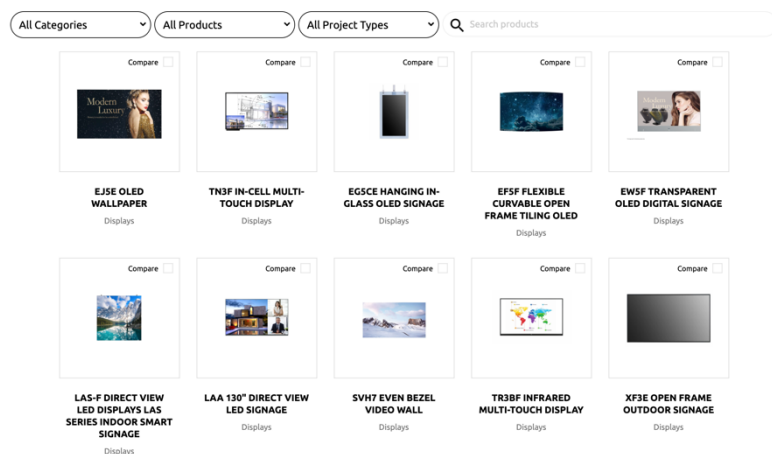 All Categories
All Products
All Project Types
Search products
Compare
Compare
Compare
Compare
Compare
Modern
Luxury
EJ5E OLED
WALLPAPER
Displays
TN3F IN-CELL MULTI-
TOUCH DISPLAY
Displays
EG5CE HANGING IN-
GLASS OLED SIGNAGE
Displays
EF5F FLEXIBLE
CURVABLE OPEN
FRAME TILING OLED
Displays
EW5F TRANSPARENT
OLED DIGITAL SIGNAGE
Displays
Compare
Compare
Compare
Compare
Compare
LAS-F DIRECT VIEW
LED DISPLAYS LAS
SERIES INDOOR SMART
SIGNAGE
Displays
LAA 130" DIRECT VIEW
LED SIGNAGE
Displays
SVH7 EVEN BEZEL
VIDEO WALL
Displays
TR3BF INFRARED
MULTI-TOUCH DISPLAY
Displays
XF3E OPEN FRAME
OUTDOOR SIGNAGE
Displays